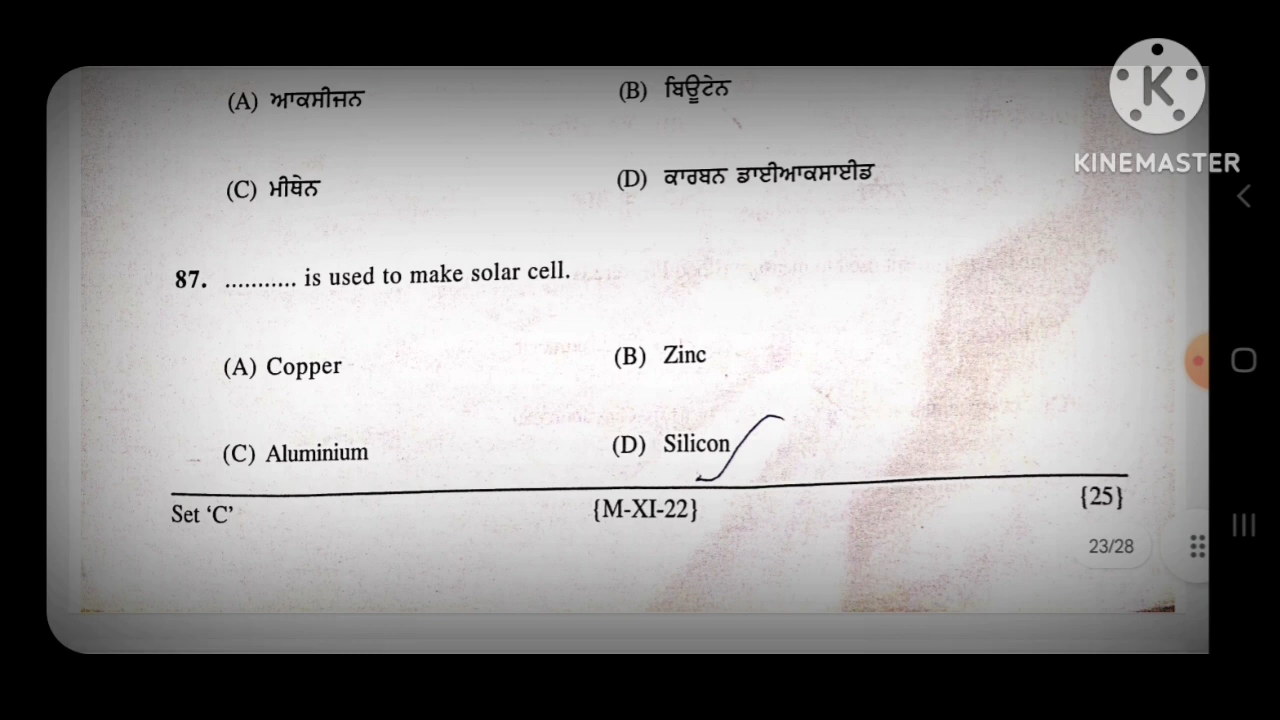 (A) ਆਕਸੀਜਨ (B) ਬਿਊਟੇਨ
K
KINEMASTER
(C) ਮੀਥੇਨ (D) ਕਾਰਬਨ ਡਾਈਆਕਸਾਈਡ
87. ........... is used to make solar cell.
(A) Copper (B) Zinc
(C) Aluminium (D) Silicon
Set ‘C’ {M-XI-22} {25}
23/28